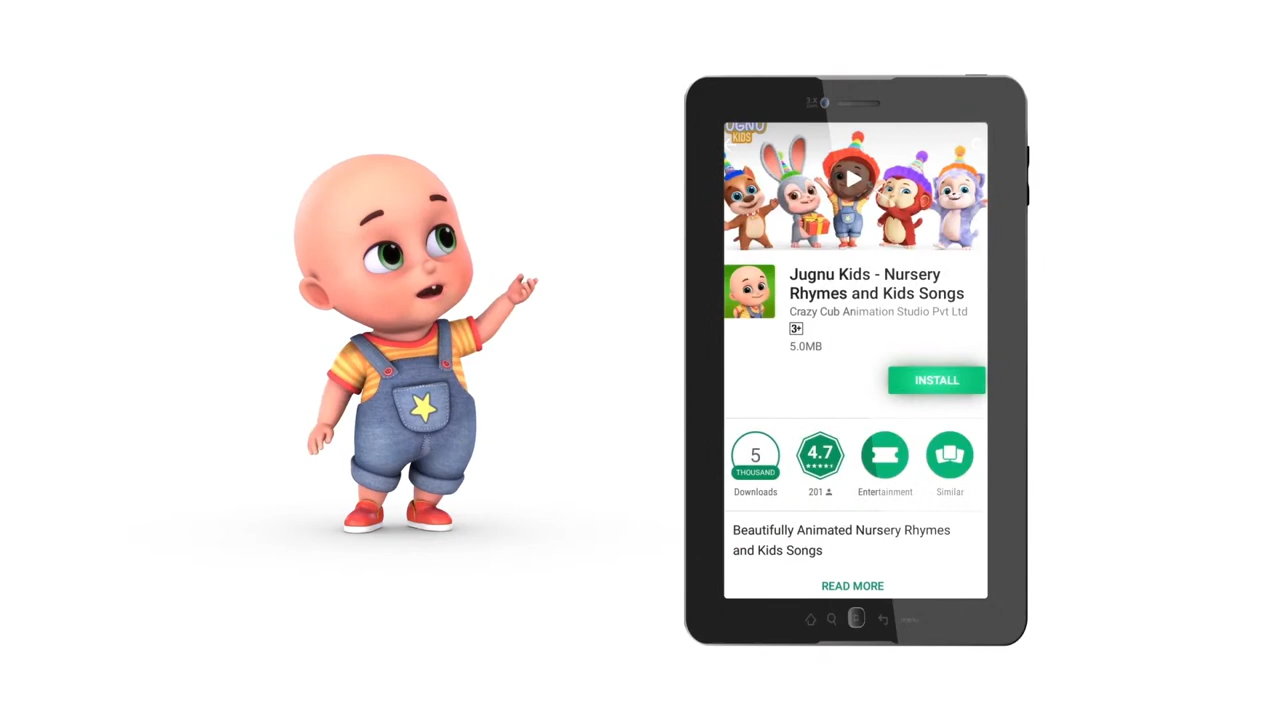 JUGNU
KIDS
Jugnu Kids - Nursery
Rhymes and Kids Songs
Crazy Cub Animation Studio Pvt Ltd
3+
5.0MB
INSTALL
5
THOUSAND
4.7
Downloads
201
Entertainment
Similar
Beautifully Animated Nursery Rhymes
and Kids Songs
READ MORE